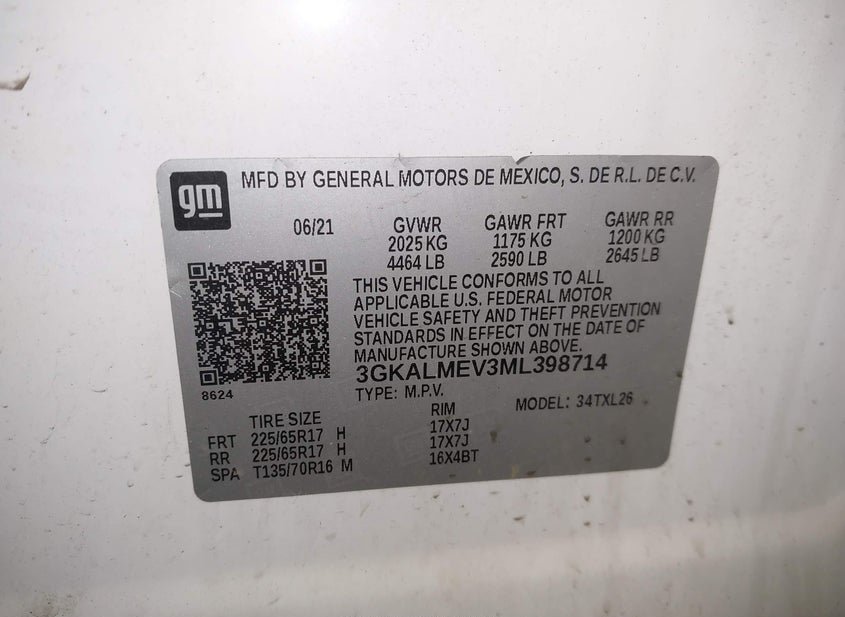 gm
MFD BY GENERAL MOTORS DE MEXICO, S. DE R.L. DE C.V.
06/21 GVWR GAWR FRT GAWR RR
2025 KG 1175 KG 1200 KG
4464 LB 2590 LB 2645 LB
THIS VEHICLE CONFORMS TO ALL
APPLICABLE U.S. FEDERAL MOTOR
VEHICLE SAFETY AND THEFT PREVENTION
STANDARDS IN EFFECT ON THE DATE OF
MANUFACTURE SHOWN ABOVE.
3GKALMEV3ML398714
8624
TYPE: M.P.V. MODEL: 34TXL26
TIRE SIZE RIM
FRT 225/65R17 H 17X7J
RR 225/65R17 H 17X7J
SPA T135/70R16 M 16X4BT